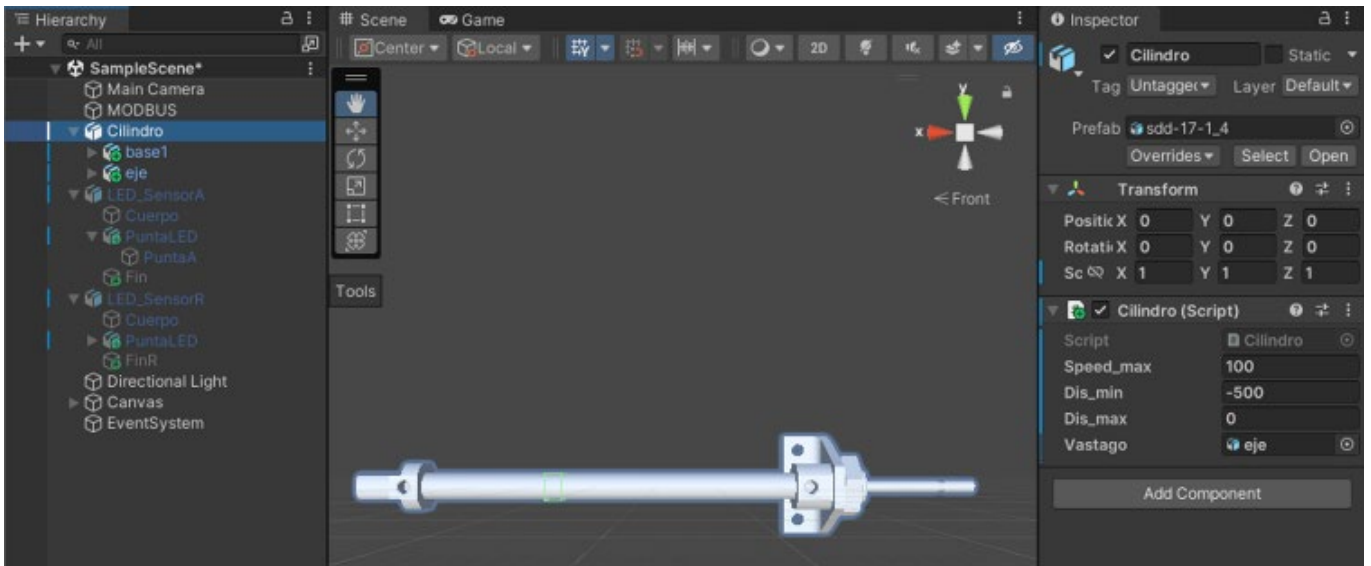 Hierarchy
All
SampleScene*
Main Camera
MODBUS
Cilindro
base1
eje
LED_SensorA
Cuerpo
PuntaLED
PuntaA
Fin
LED_SensorR
Cuerpo
PuntaLED
FinR
Directional Light
Canvas
EventSystem
Scene Game
Center Local 2D
y
x
Front
Tools
Inspector
Cilindro Static
Tag Untagged Layer Default
Prefab sdd-17-1_4
Overrides Select Open
Transform
Positic X 0 Y 0 Z 0
Rotati X 0 Y 0 Z 0
Sc X 1 Y 1 Z 1
Cilindro (Script)
Script Cilindro
Speed_max 100
Dis_min -500
Dis_max 0
Vastago eje
Add Component